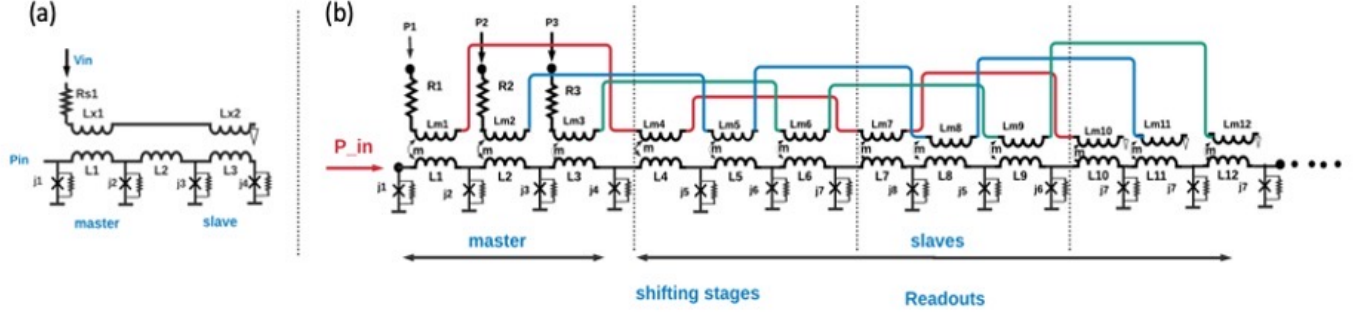 (a)
Vin
Rs1
Lx1
Lx2
Pin
L1
L2
L3
j1
j2
j3
j4
master
slave
(b)
P1
P2
P3
R1
R2
R3
P_in
Lm1
Lm2
Lm3
Lm4
Lm5
Lm6
Lm7
Lm8
Lm9
Lm10
Lm11
Lm12
m
m
m
m
m
m
m
m
m
m
m
m
L1
L2
L3
L4
L5
L6
L7
L8
L9
L10
L11
L12
j1
j2
j3
j4
j5
j6
j7
j8
j5
j6
j7
j7
j7
master
slaves
shifting stages
Readouts